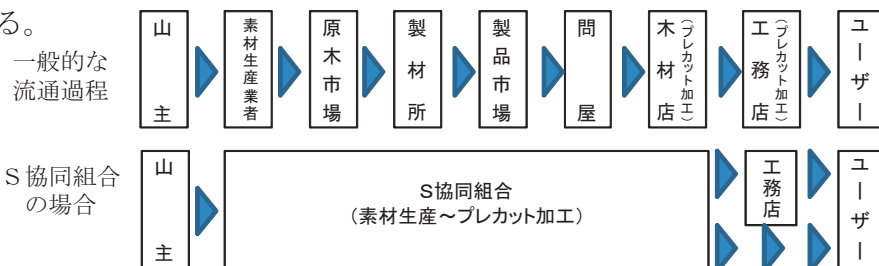 る。
一般的な
流通過程
山主
素材生産業者
原木市場
製材所
製品市場
問屋
木材店(プレカット加工)
工務店(プレカット加工)
ユーザー
S協同組合
の場合
山主
S協同組合
(素材生産～プレカット加工)
工務店
ユーザー